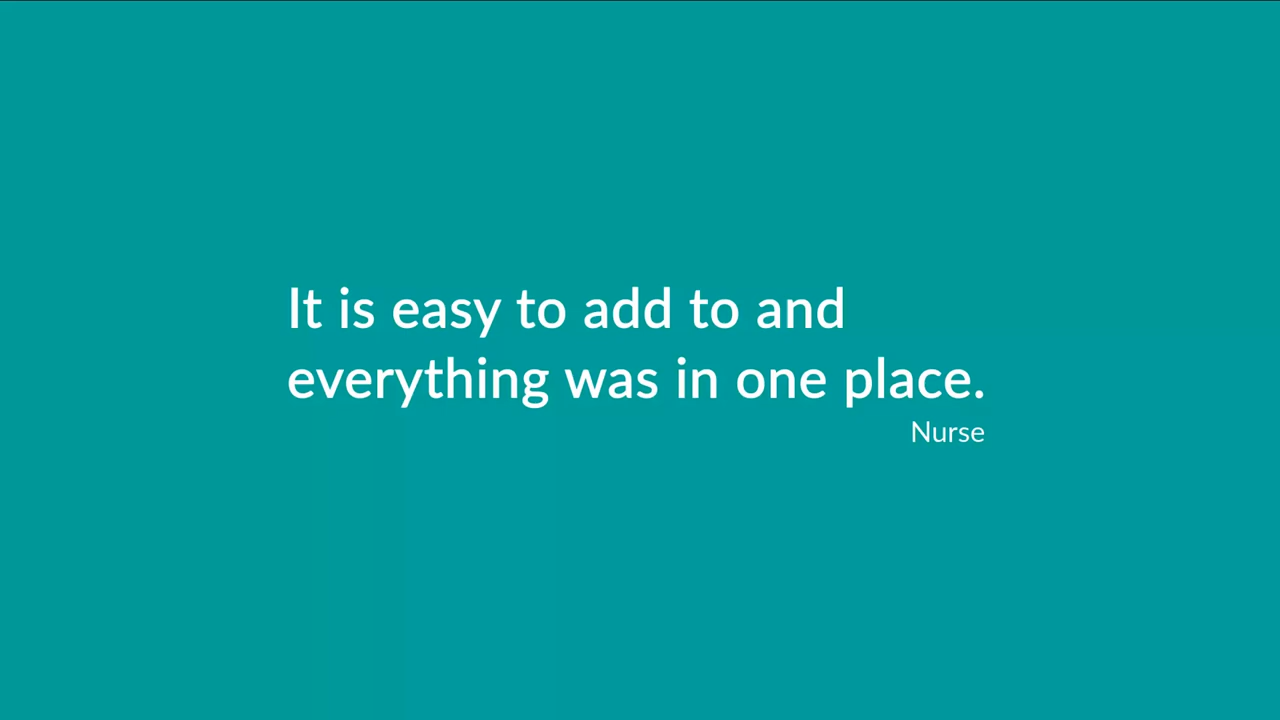 It is easy to add to and
everything was in one place.
Nurse